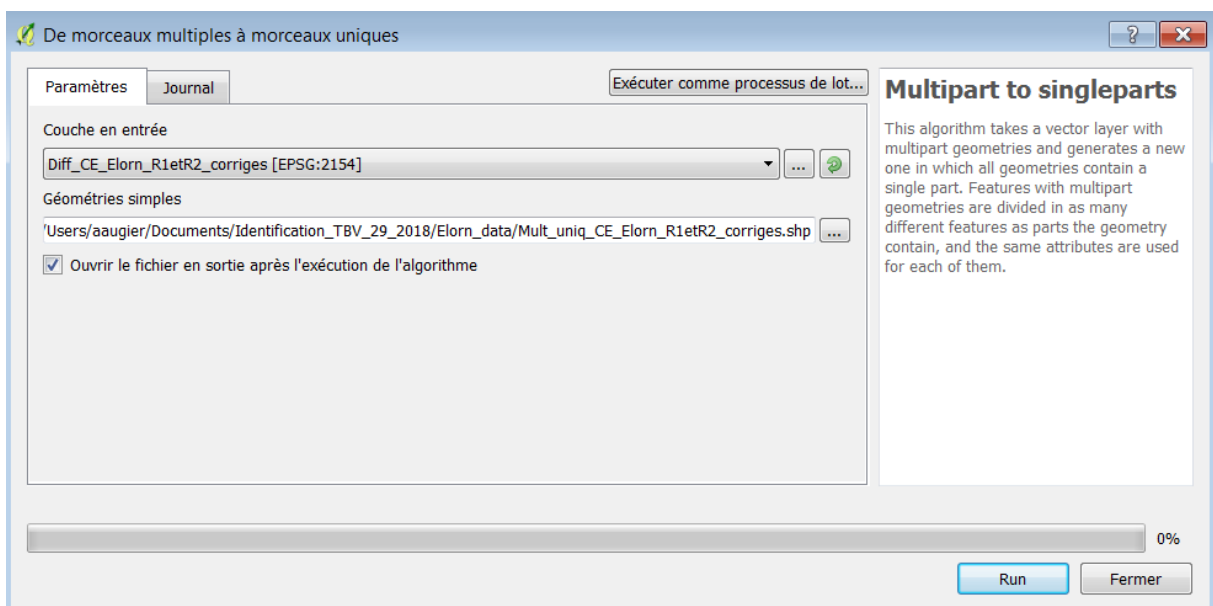 De morceaux multiples à morceaux uniques
Paramètres
Journal
Exécuter comme processus de lot...
Couche en entrée
Diff_CE_Elorn_R1etR2_corriges [EPSG:2154]
...
Géométries simples
'Users/aaugier/Documents/Identification_TBV_29_2018/Elorn_data/Mult_uniq_CE_Elorn_R1etR2_corriges.shp
...
Ouvrir le fichier en sortie après l'exécution de l'algorithme
Multipart to singleparts
This algorithm takes a vector layer with
multipart geometries and generates a new
one in which all geometries contain a
single part. Features with multipart
geometries are divided in as many
different features as parts the geometry
contain, and the same attributes are used
for each of them.
0%
Run
Fermer